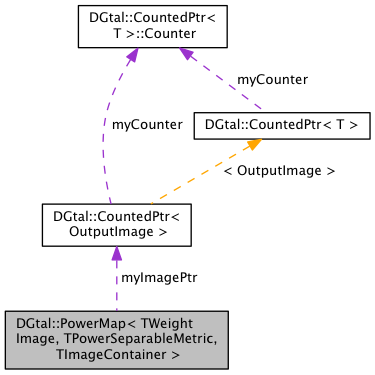 DGtal::CountedPtr<
T >::Counter
myCounter
DGtal::CountedPtr< T >
myCounter
< OutputImage >
DGtal::CountedPtr<
OutputImage >
myImagePtr
DGtal::PowerMap< TWeight
Image, TPowerSeparableMetric,
TImageContainer >